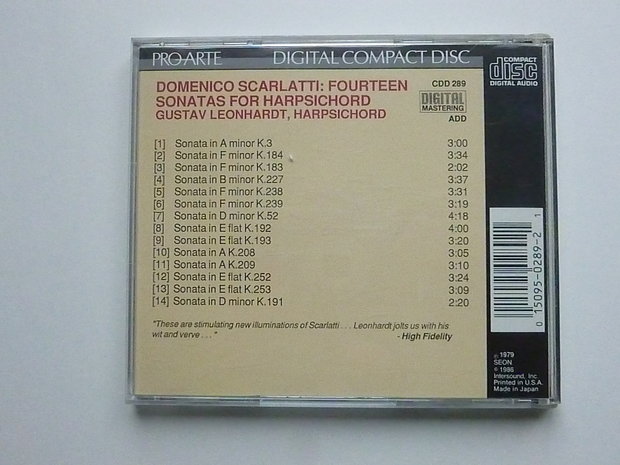 PRO ARTE DIGITAL COMPACT DISC
COMPACT
disc
DIGITAL AUDIO
DOMENICO SCARLATTI: FOURTEEN
SONATAS FOR HARPSICHORD
GUSTAV LEONHARDT, HARPSICHORD
CDD 289
DIGITAL
MASTERING
ADD
[1] Sonata in A minor K.3 3:00
[2] Sonata in F minor K.184 3:34
[3] Sonata in F minor K.183 2:02
[4] Sonata in B minor K.227 3:37
[5] Sonata in F minor K.238 3:31
[6] Sonata in F minor K.239 3:19
[7] Sonata in D minor K.52 4:18
[8] Sonata in E flat K.192 4:00
[9] Sonata in E flat K.193 3:20
[10] Sonata in A K.208 3:05
[11] Sonata in A K.209 3:10
[12] Sonata in E flat K.252 3:24
[13] Sonata in E flat K.253 3:09
[14] Sonata in D minor K.191 2:20
"These are stimulating new illuminations of Scarlatti . . . Leonhardt jolts us with his
wit and verve . . . "
- High Fidelity
0 15095-0289-2 1
℗ 1979
SEON
© 1986
Intersound, Inc.
Printed in U.S.A.
Made in Japan